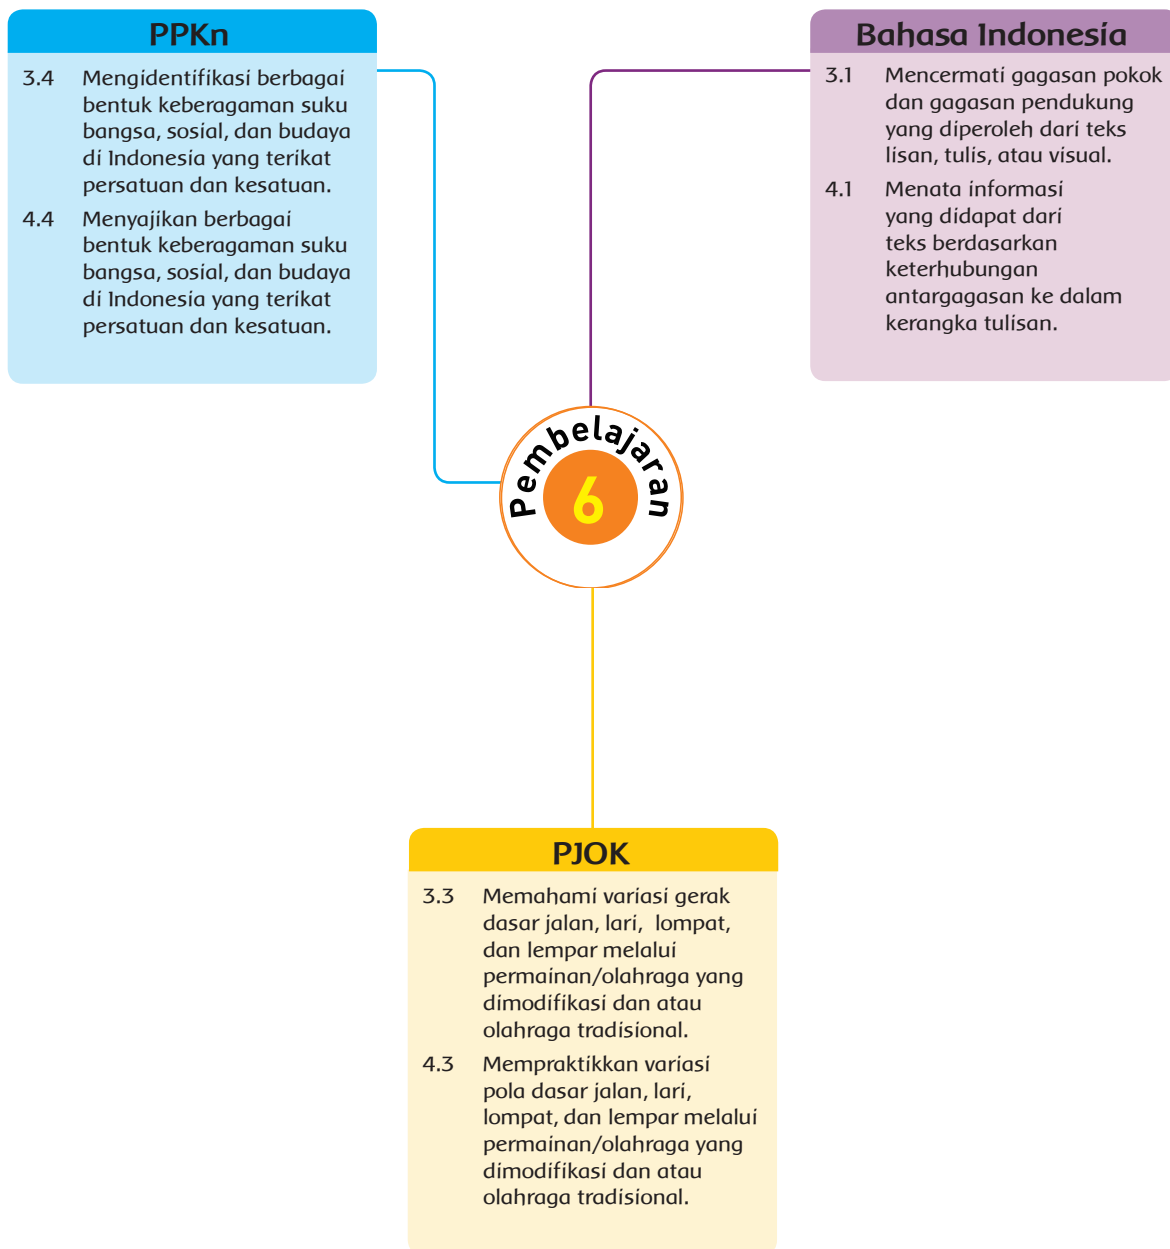 PPKn
3.4 Mengidentifikasi berbagai
bentuk keberagaman suku
bangsa, sosial, dan budaya
di Indonesia yang terikat
persatuan dan kesatuan.
4.4 Menyajikan berbagai
bentuk keberagaman suku
bangsa, sosial, dan budaya
di Indonesia yang terikat
persatuan dan kesatuan.
Bahasa Indonesia
3.1 Mencermati gagasan pokok
dan gagasan pendukung
yang diperoleh dari teks
lisan, tulis, atau visual.
4.1 Menata informasi
yang didapat dari
teks berdasarkan
keterhubungan
antargagasan ke dalam
kerangka tulisan.
Pembelajaran
6
PJOK
3.3 Memahami variasi gerak
dasar jalan, lari, lompat,
dan lempar melalui
permainan/olahraga yang
dimodifikasi dan atau
olahraga tradisional.
4.3 Mempraktikkan variasi
pola dasar jalan, lari,
lompat, dan lempar melalui
permainan/olahraga yang
dimodifikasi dan atau
olahraga tradisional.